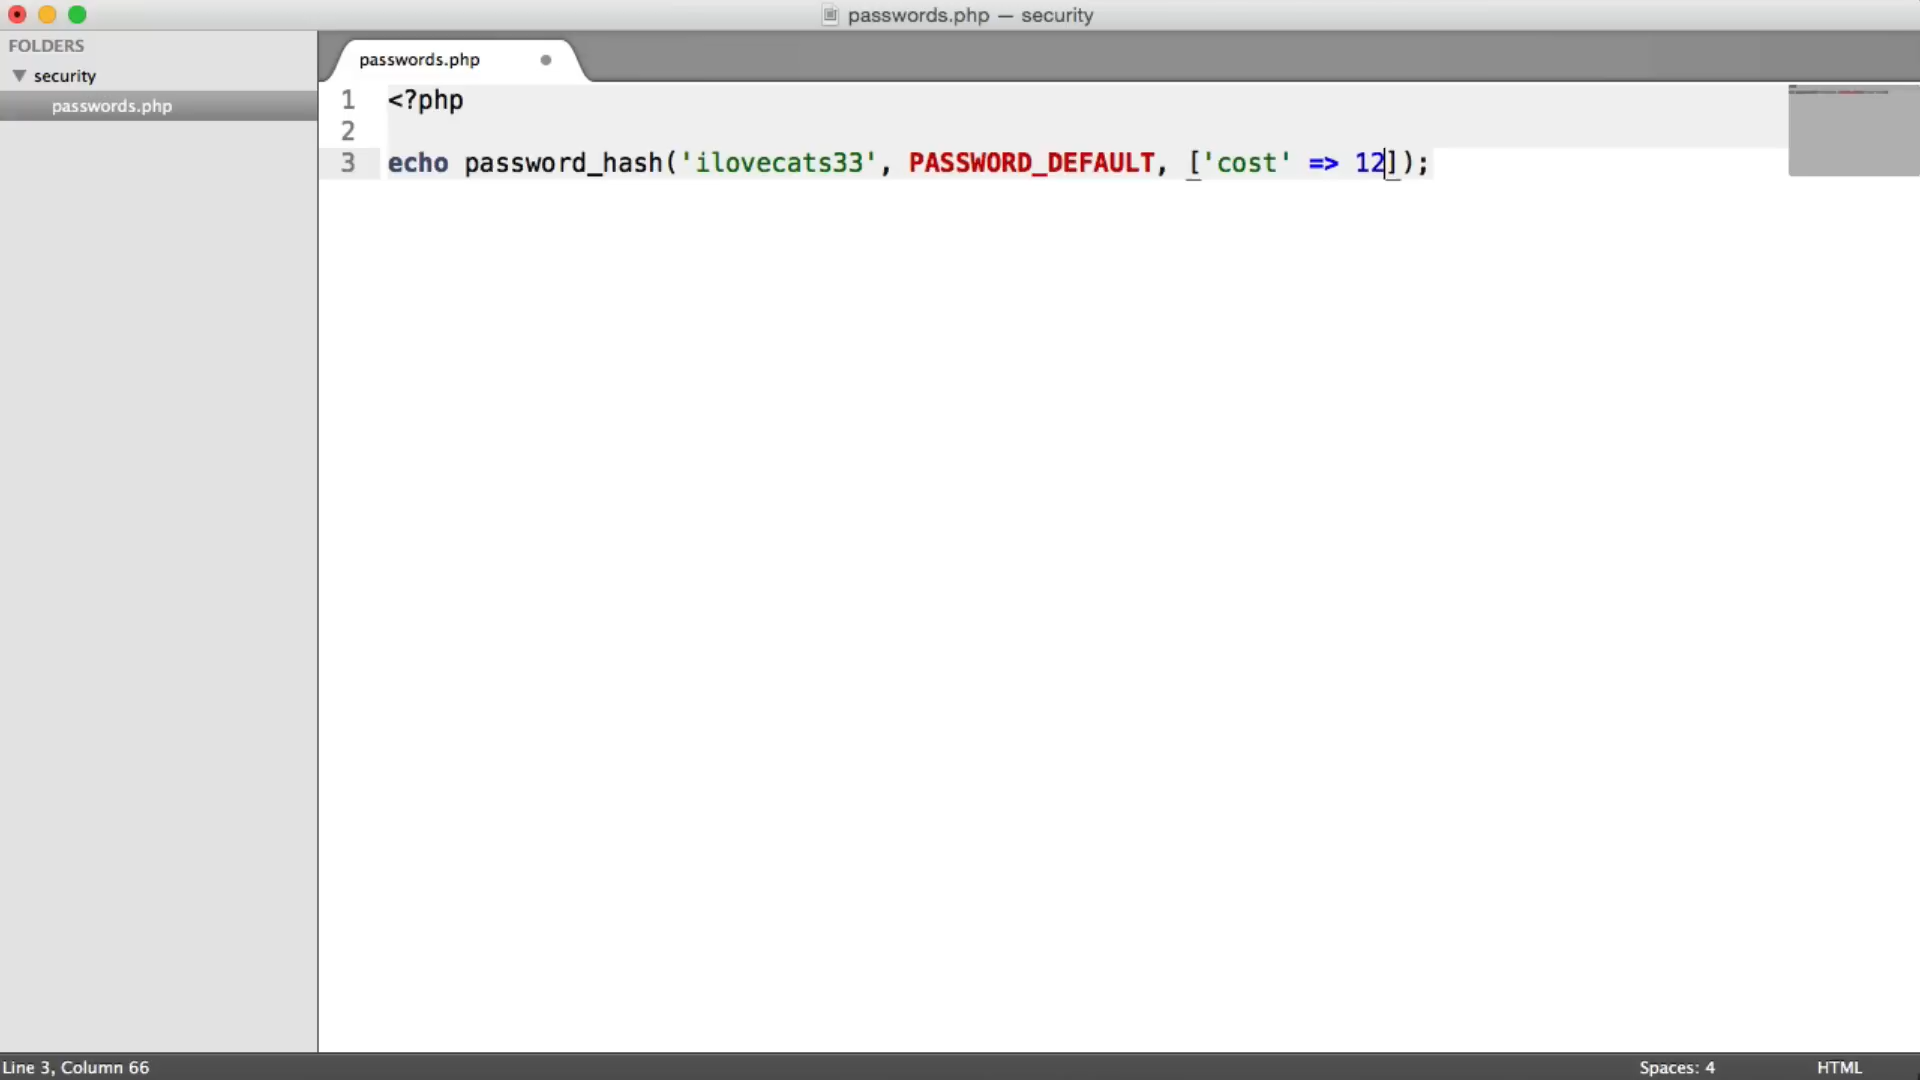 passwords.php — security
FOLDERS
security
passwords.php
passwords.php
1 <?php
2
3 echo password_hash('ilovecats33', PASSWORD_DEFAULT, ['cost' => 12]);
Line 3, Column 66
Spaces: 4
HTML